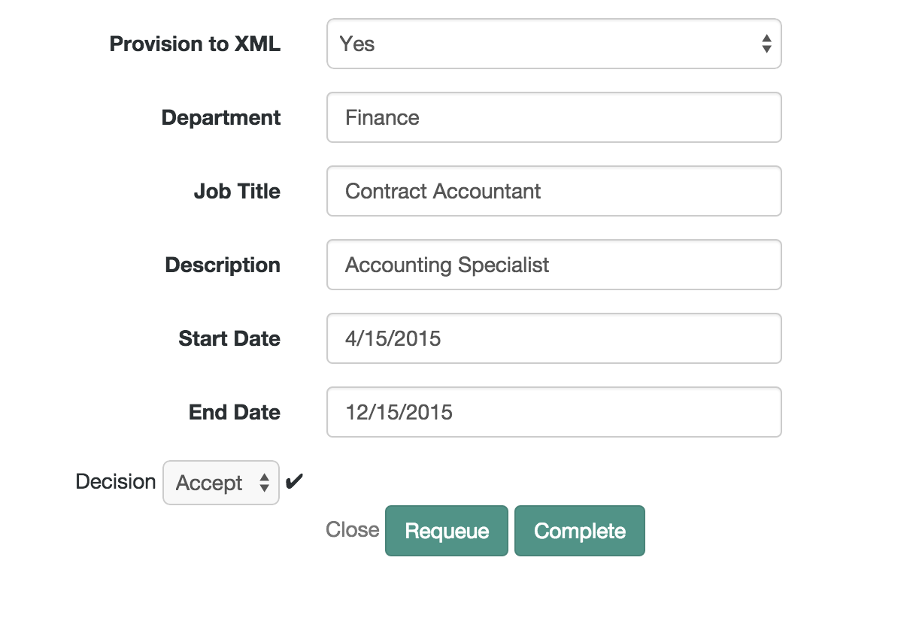 Provision to XML Yes
Department Finance
Job Title Contract Accountant
Description Accounting Specialist
Start Date 4/15/2015
End Date 12/15/2015
Decision Accept ✔
Close Requeue Complete